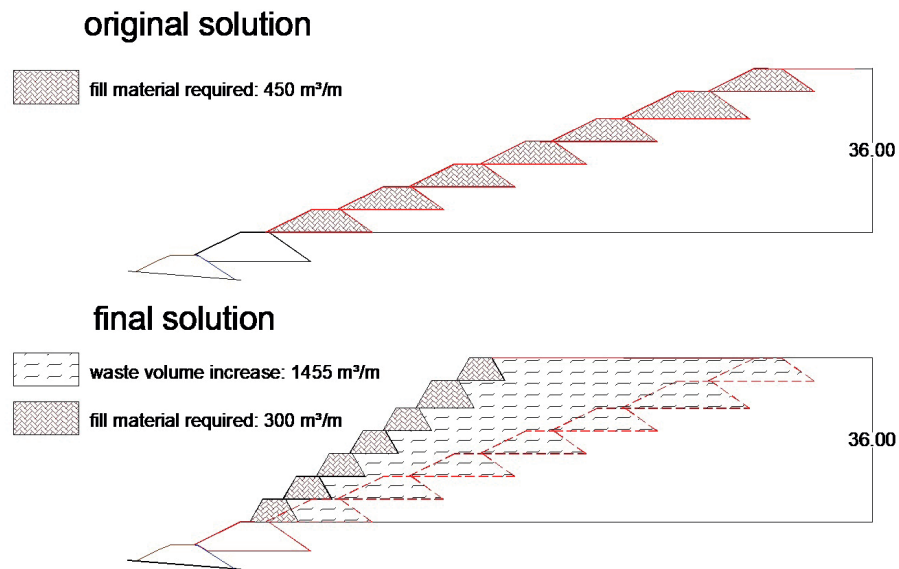 original solution
fill material required: 450 m³/m
36.00
final solution
waste volume increase: 1455 m³/m
fill material required: 300 m³/m
36.00